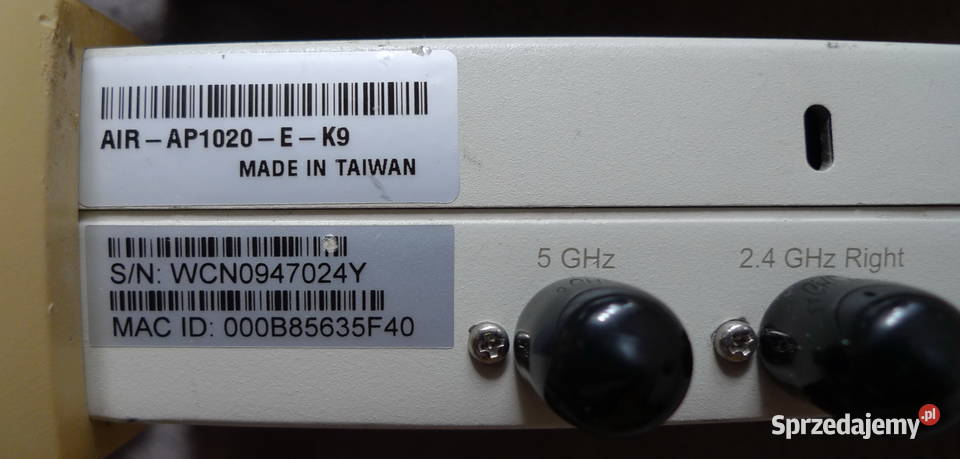 AIR-AP1020-E-K9
MADE IN TAIWAN
S/N: WCN0947024Y
MAC ID: 000B85635F40
5 GHz
2.4 GHz Right
Sprzedajemy.pl